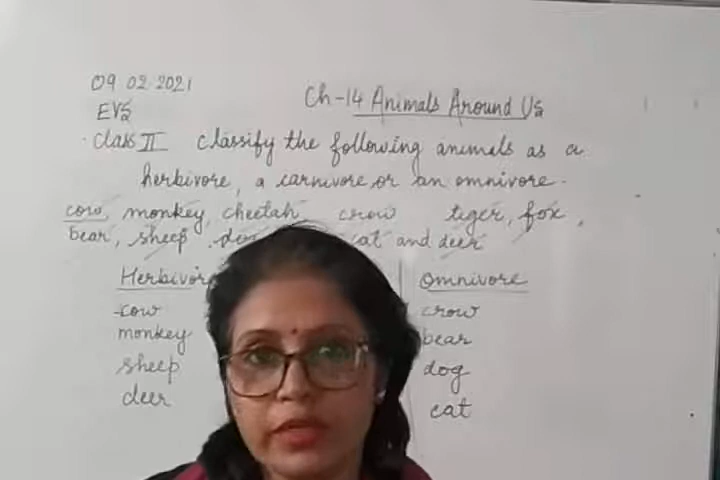 09.02.2021
Ch-14 Animals Around Us
EVS
Class II Classify the following animals as a
herbivore, a carnivore or an omnivore.
cow, monkey, cheetah crow tiger, fox,
bear, sheep, cat and deer
Herbivore Omnivore
cow crow
monkey bear
sheep dog
deer cat